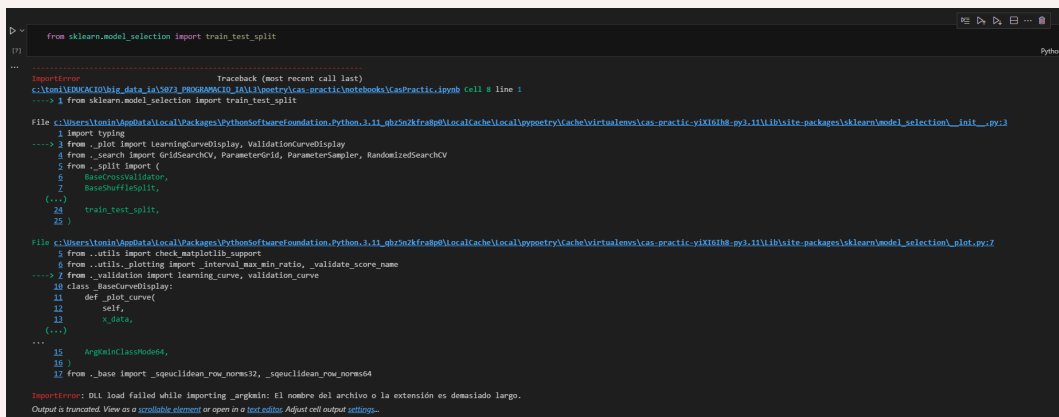 from sklearn.model_selection import train_test_split
[7]
Pytho
...
--------------------------------------------------------------------------
ImportError                               Traceback (most recent call last)
c:\toni\EDUCACIO\big_data_ia\5073_PROGRAMACIO_IA\L3\poetry\cas-practic\notebooks\CasPractic.ipynb Cell 8 line 1
----> 1 from sklearn.model_selection import train_test_split

File c:\Users\tonin\AppData\Local\Packages\PythonSoftwareFoundation.Python.3.11_qbz5n2kfra8p0\LocalCache\Local\pypoetry\Cache\virtualenvs\cas-practic-yiXI6Ih8-py3.11\Lib\site-packages\sklearn\model_selection\__init__.py:3
1 import typing
----> 3 from ._plot import LearningCurveDisplay, ValidationCurveDisplay
4 from ._search import GridSearchCV, ParameterGrid, ParameterSampler, RandomizedSearchCV
5 from ._split import (
6     BaseCrossValidator,
7     BaseShuffleSplit,
(...)
24     train_test_split,
25 )

File c:\Users\tonin\AppData\Local\Packages\PythonSoftwareFoundation.Python.3.11_qbz5n2kfra8p0\LocalCache\Local\pypoetry\Cache\virtualenvs\cas-practic-yiXI6Ih8-py3.11\Lib\site-packages\sklearn\model_selection\_plot.py:7
5 from ..utils import check_matplotlib_support
6 from ..utils._plotting import _interval_max_min_ratio, _validate_score_name
----> 7 from ._validation import learning_curve, validation_curve
10 class _BaseCurveDisplay:
11     def _plot_curve(
12         self,
13         x_data,
(...)
...
15     ArgKminClassMode64,
16 )
17 from ._base import _sqeuclidean_row_norms32, _sqeuclidean_row_norms64

ImportError: DLL load failed while importing _argkmin: El nombre del archivo o la extensión es demasiado largo.
Output is truncated. View as a scrollable element or open in a text editor. Adjust cell output settings...